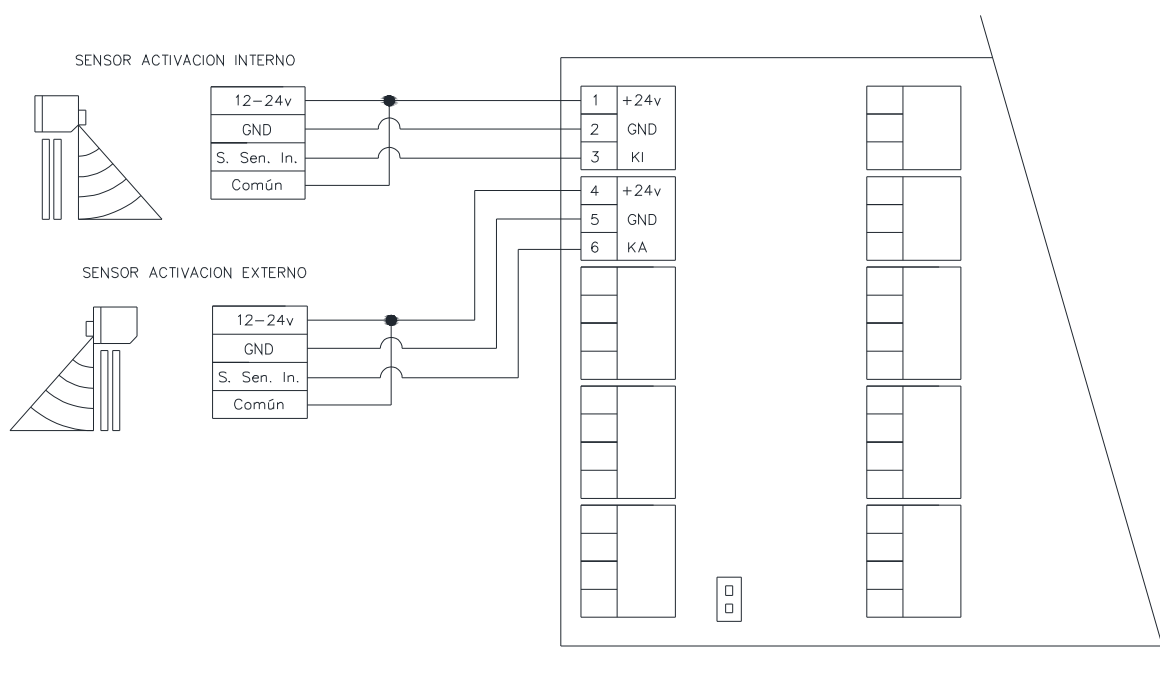 SENSOR ACTIVACION INTERNO
12-24v
GND
S. Sen. In.
Común
1 +24v
2 GND
3 KI
4 +24v
5 GND
6 KA
SENSOR ACTIVACION EXTERNO
12-24v
GND
S. Sen. In.
Común